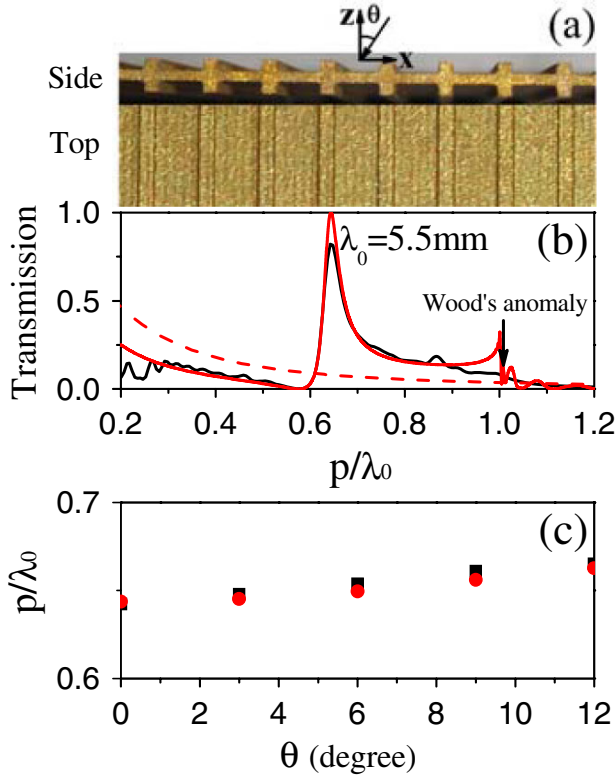 z θ (a)
x
Side
Top
1.0 (b)
λ₀=5.5mm
Transmission
0.5 Wood's anomaly
0.0
0.2 0.4 0.6 0.8 1.0 1.2
p/λ₀
0.7 (c)
p/λ₀
0.6
0 2 4 6 8 10 12
θ (degree)